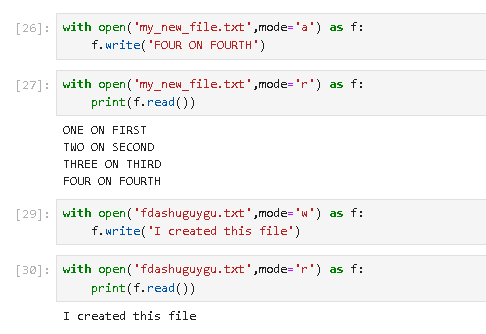 [26]: with open('my_new_file.txt',mode='a') as f:
    f.write('FOUR ON FOURTH')
[27]: with open('my_new_file.txt',mode='r') as f:
    print(f.read())
ONE ON FIRST
TWO ON SECOND
THREE ON THIRD
FOUR ON FOURTH
[29]: with open('fdashuguygu.txt',mode='w') as f:
    f.write('I created this file')
[30]: with open('fdashuguygu.txt',mode='r') as f:
    print(f.read())
I created this file